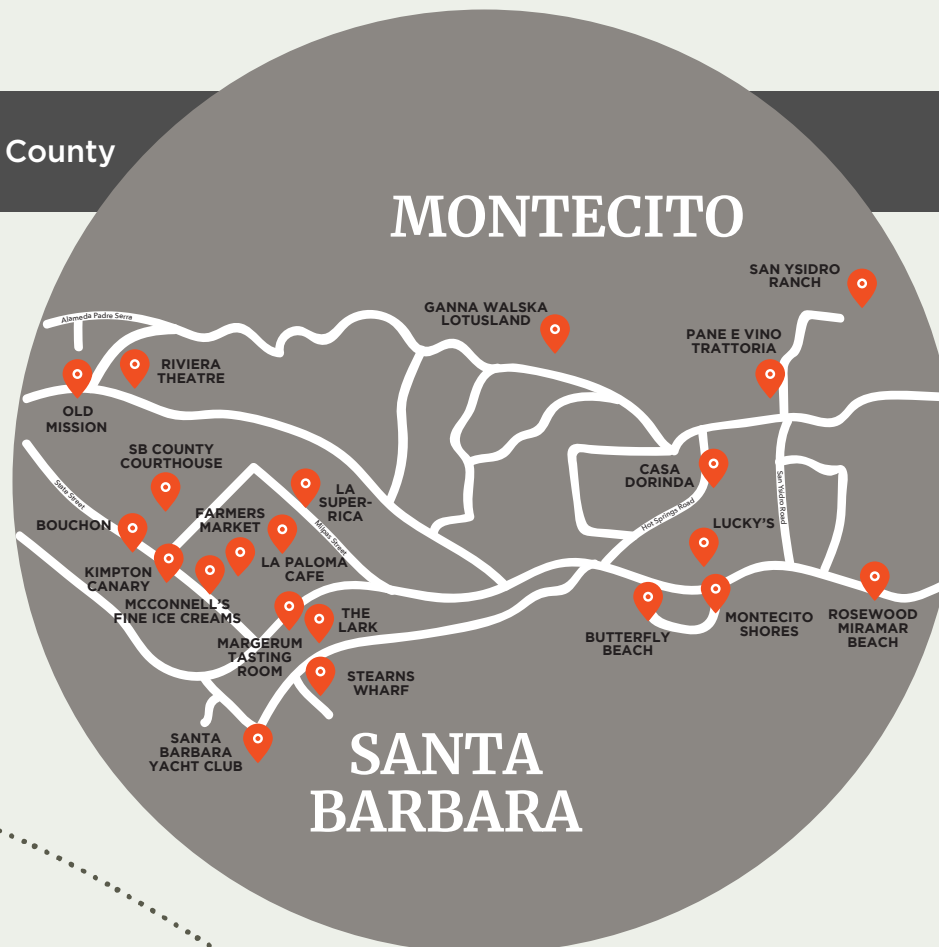 County
MONTECITO
SAN YSIDRO
RANCH
GANNA WALSKA
LOTUSLAND
Alameda Padre Serra
PANE E VINO
TRATTORIA
RIVIERA
THEATRE
OLD
MISSION
SB COUNTY
COURTHOUSE
CASA
DORINDA
State Street
LA
SUPER-
RICA
San Ysidro Road
Hot Springs Road
FARMERS
MARKET
BOUCHON
LUCKY'S
Milpas Street
LA PALOMA
CAFE
KIMPTON
CANARY
MCCONNELL'S
FINE ICE CREAMS
THE
LARK
MONTECITO
SHORES
ROSEWOOD
MIRAMAR
BEACH
BUTTERFLY
BEACH
MARGERUM
TASTING
ROOM
STEARNS
WHARF
SANTA
BARBARA
YACHT CLUB
SANTA
BARBARA